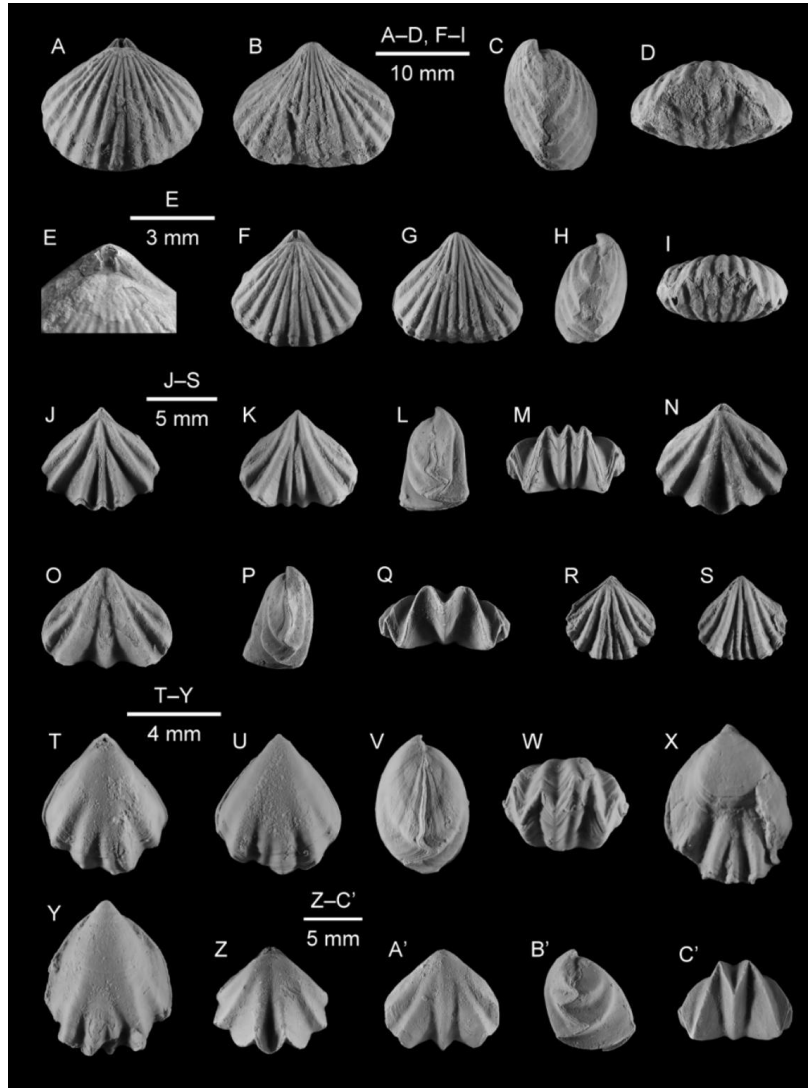 A B A–D, F–I C D
10 mm
E
E 3 mm F G H I
J–S
J 5 mm K L M N
O P Q R S
T–Y
T 4 mm U V W X
Y Z–C’
Z 5 mm A’ B’ C’